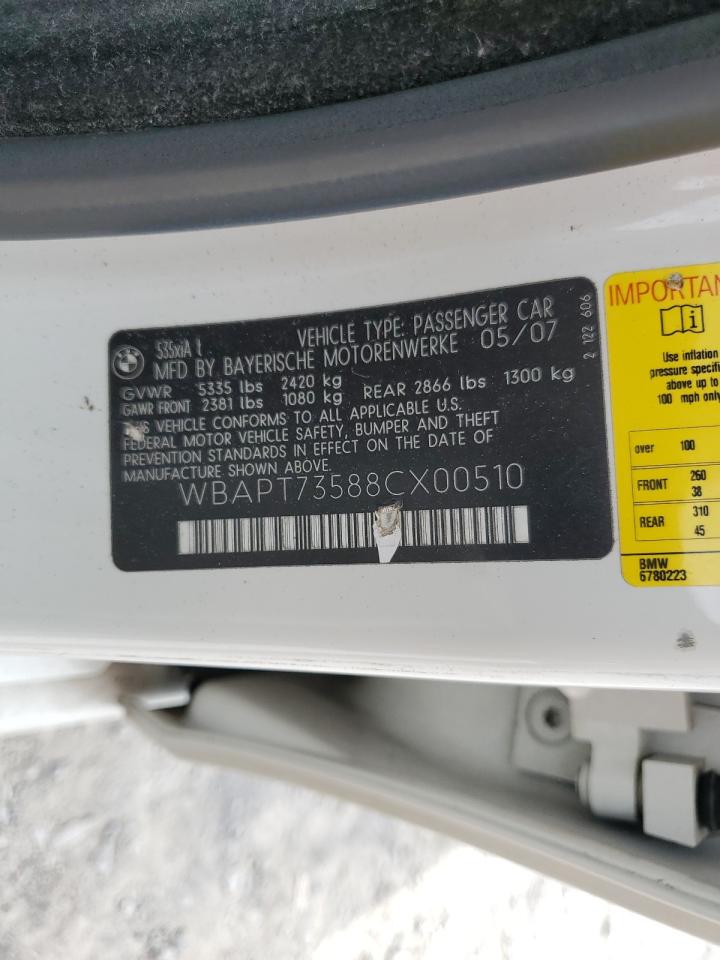 BMW
535xiA t VEHICLE TYPE: PASSENGER CAR
MFD BY BAYERISCHE MOTORENWERKE 05/07
GVWR 5335 lbs 2420 kg
GAWR FRONT 2381 lbs 1080 kg REAR 2866 lbs 1300 kg
THIS VEHICLE CONFORMS TO ALL APPLICABLE U.S.
FEDERAL MOTOR VEHICLE SAFETY, BUMPER AND THEFT
PREVENTION STANDARDS IN EFFECT ON THE DATE OF
MANUFACTURE SHOWN ABOVE.
WBAPT73588CX00510
2 122 606
IMPORTAN
i
Use inflation
pressure specifi
above up to
100 mph only
over 100
FRONT 260
38
REAR 310
45
BMW
6780223